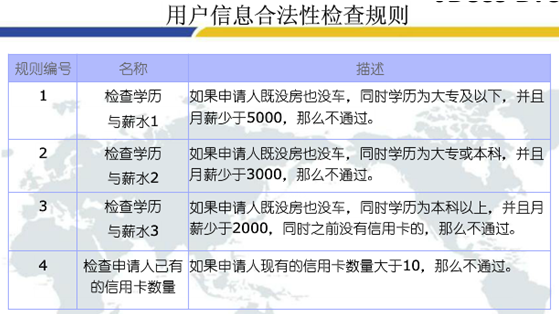 用户信息合法性检查规则
规则编号 名称 描述
1 检查学历 如果申请人既没房也没车，同时学历为大专及以下，并且
与薪水1 月薪少于5000，那么不通过。
2 检查学历 如果申请人既没房也没车，同时学历为大专或本科，并且
与薪水2 月薪少于3000，那么不通过。
3 检查学历 如果申请人既没房也没车，同时学历为本科以上，并且月
与薪水3 薪少于2000，同时之前没有信用卡的，那么不通过。
4 检查申请人已有 如果申请人现有的信用卡数量大于10，那么不通过。
的信用卡数量